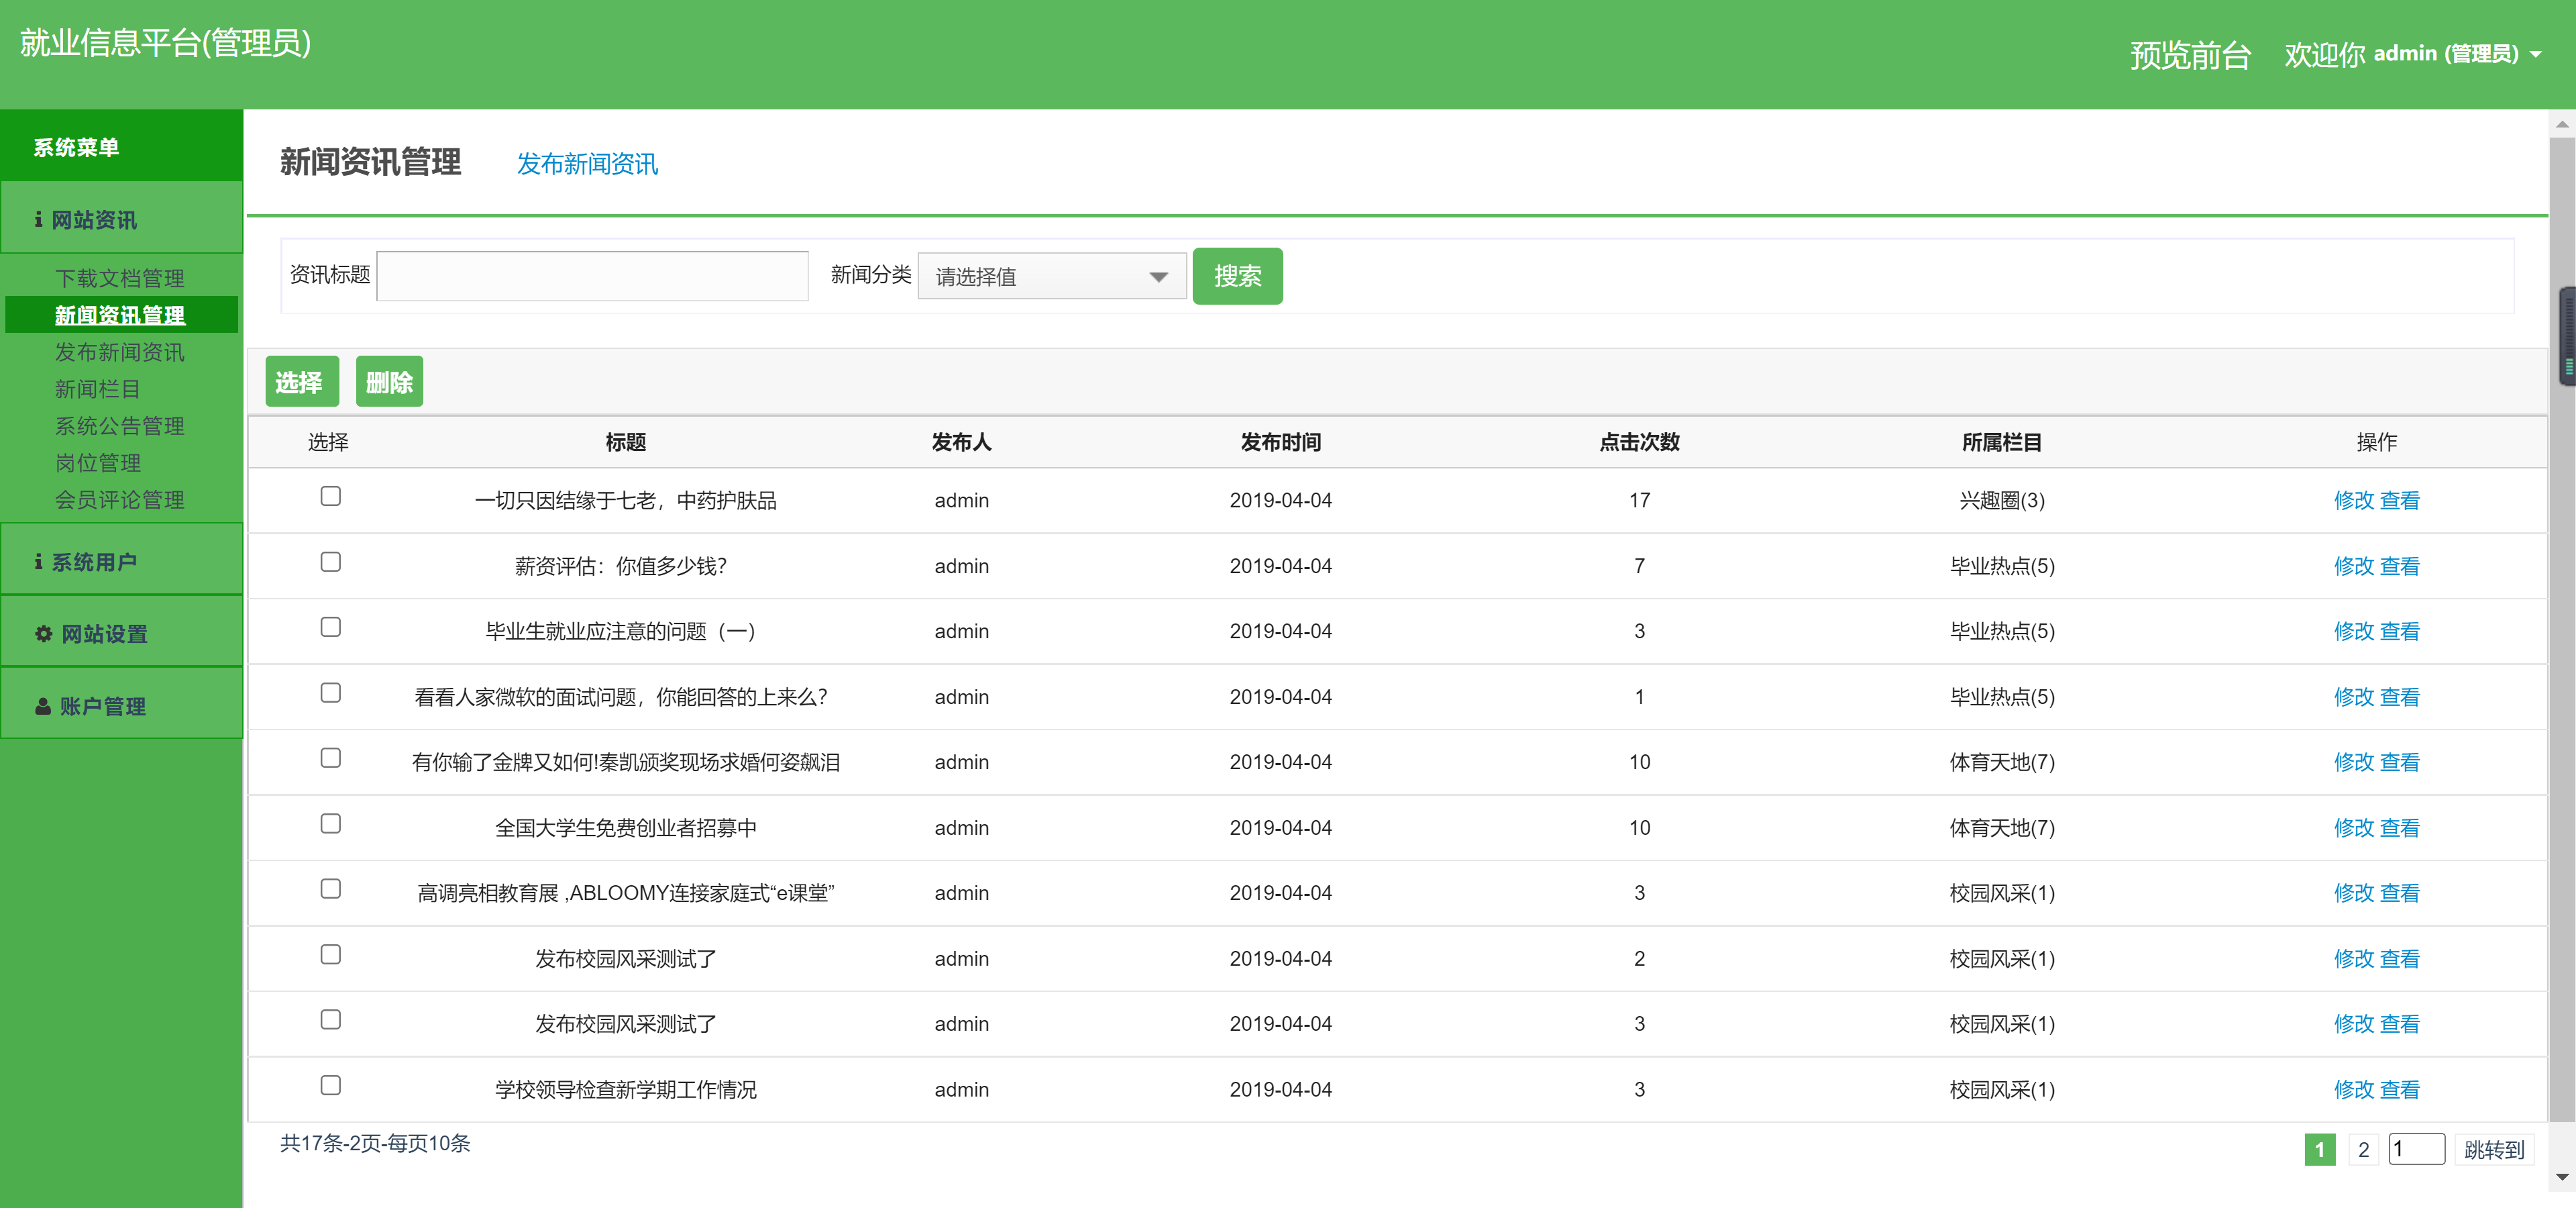 就业信息平台(管理员)
预览前台 欢迎你 admin (管理员)
系统菜单
网站资讯
下载文档管理
新闻资讯管理
发布新闻资讯
新闻栏目
系统公告管理
岗位管理
会员评论管理
系统用户
网站设置
账户管理
新闻资讯管理 发布新闻资讯
资讯标题 新闻分类 请选择值 搜索
选择 删除
选择 标题 发布人 发布时间 点击次数 所属栏目 操作
一切只因结缘于七老，中药护肤品 admin 2019-04-04 17 兴趣圈(3) 修改 查看
薪资评估：你值多少钱? admin 2019-04-04 7 毕业热点(5) 修改 查看
毕业生就业应注意的问题（一） admin 2019-04-04 3 毕业热点(5) 修改 查看
看看人家微软的面试问题，你能回答的上来么? admin 2019-04-04 1 毕业热点(5) 修改 查看
有你输了金牌又如何!秦凯颁奖现场求婚何姿飙泪 admin 2019-04-04 10 体育天地(7) 修改 查看
全国大学生免费创业者招募中 admin 2019-04-04 10 体育天地(7) 修改 查看
高调亮相教育展 ,ABLOOMY连接家庭式“e课堂” admin 2019-04-04 3 校园风采(1) 修改 查看
发布校园风采测试了 admin 2019-04-04 2 校园风采(1) 修改 查看
发布校园风采测试了 admin 2019-04-04 3 校园风采(1) 修改 查看
学校领导检查新学期工作情况 admin 2019-04-04 3 校园风采(1) 修改 查看
共17条-2页-每页10条 1 2 1 跳转到